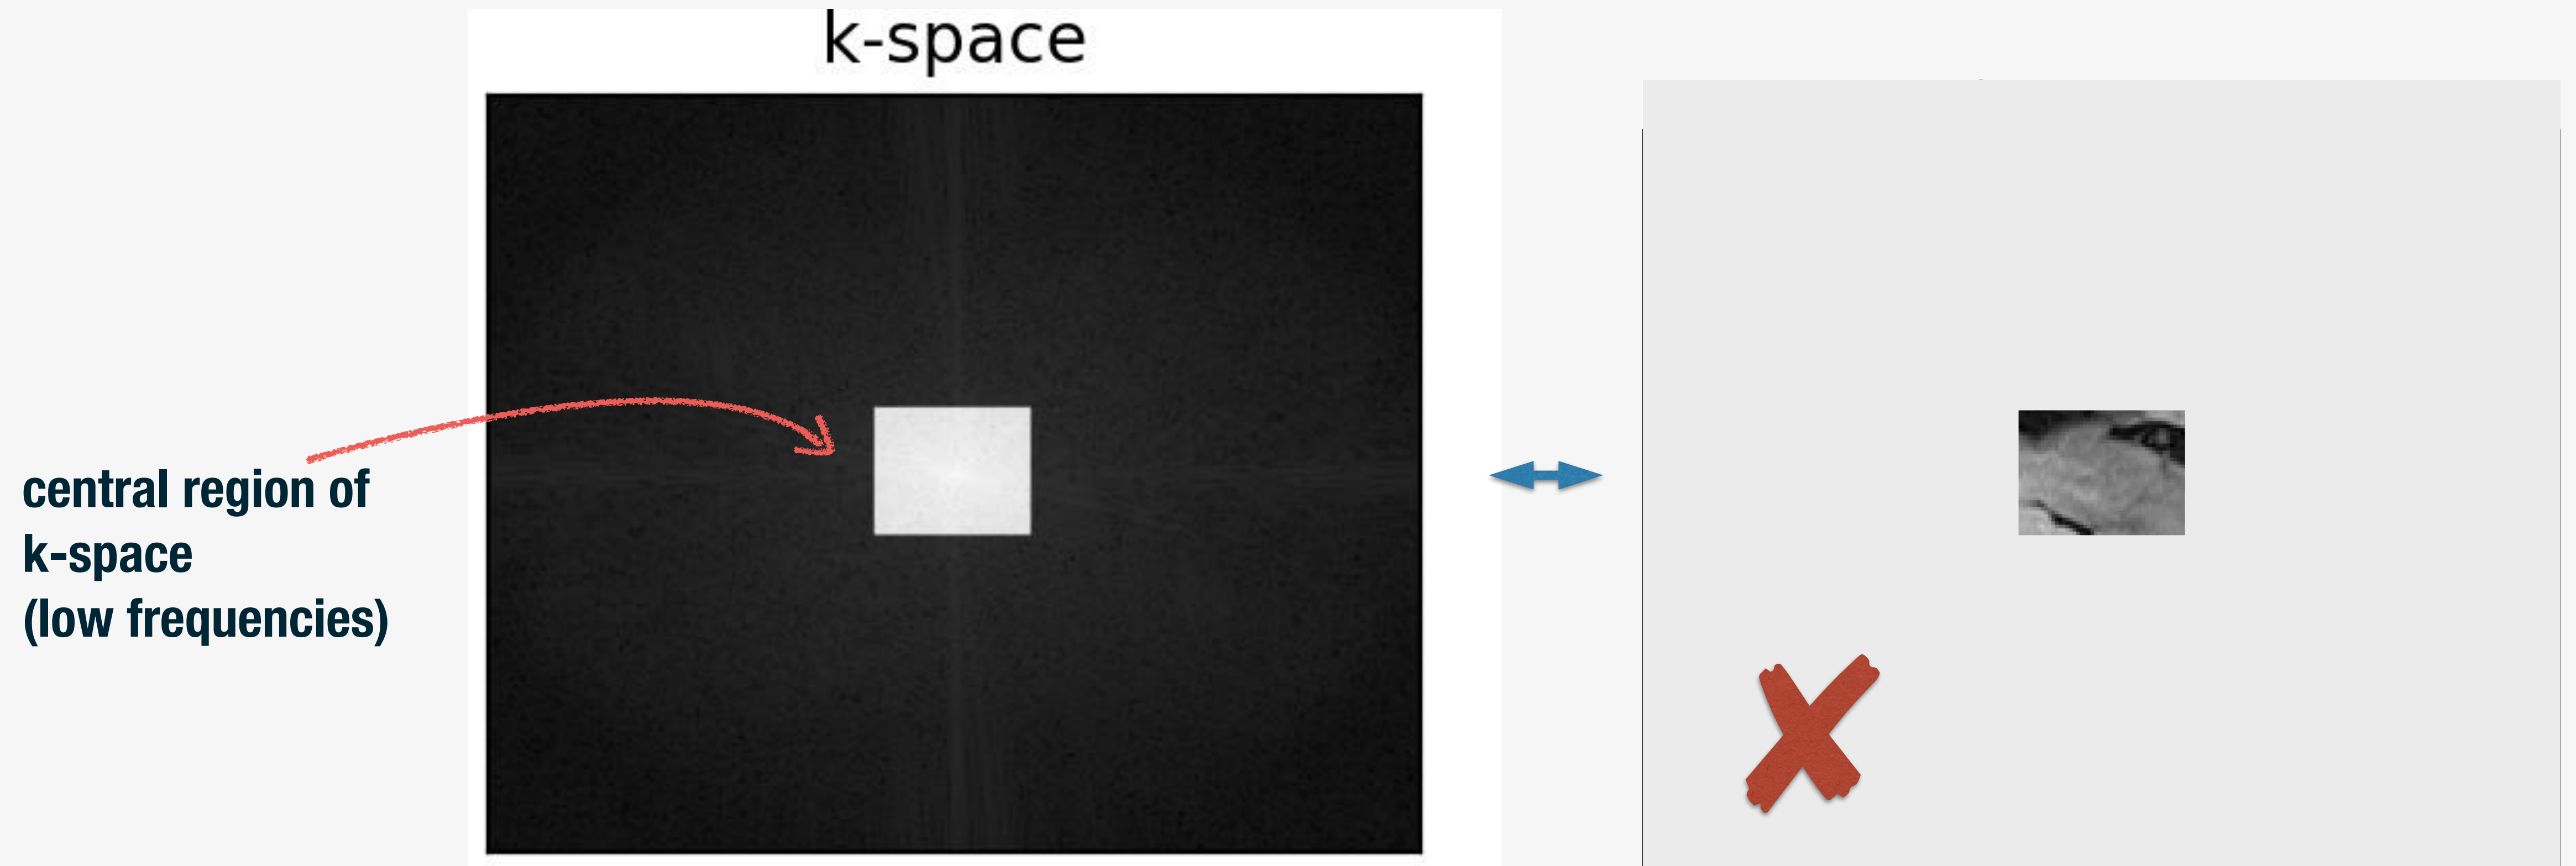 k-space
central region of
k-space
(low frequencies)